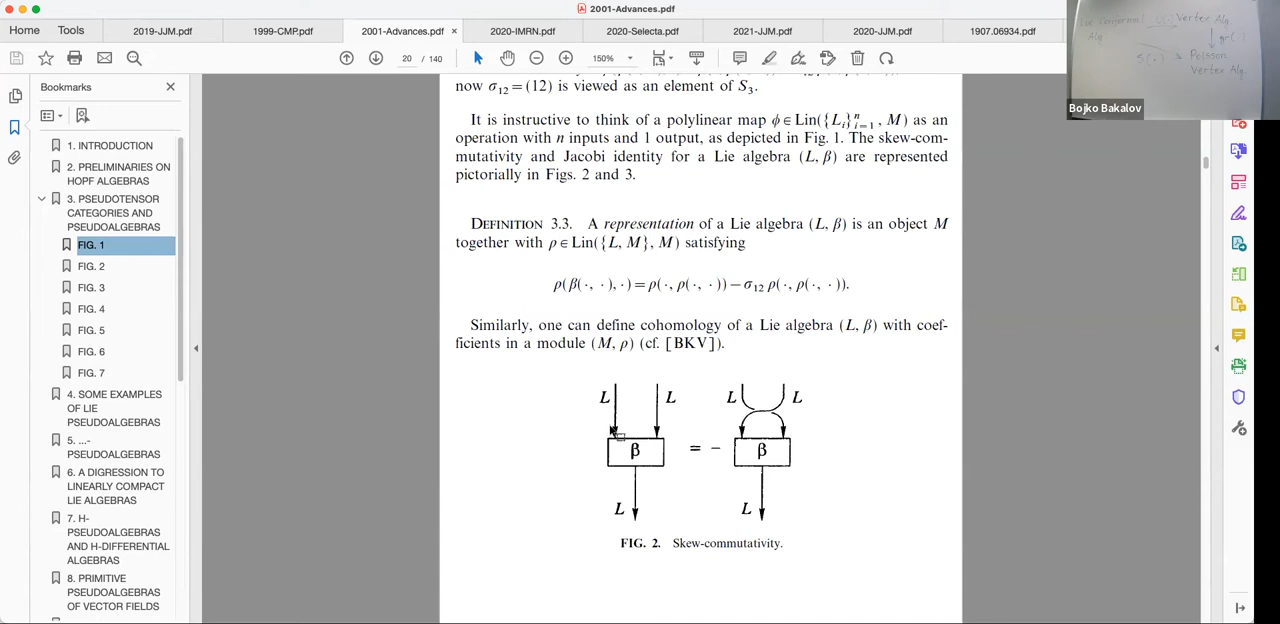 2001-Advances.pdf
Home Tools 2019-JJM.pdf 1999-CMP.pdf 2001-Advances.pdf × 2020-IMRN.pdf 2020-Selecta.pdf 2021-JJM.pdf 2020-JJM.pdf 1907.06934.pdf
20 / 140 150%
Bookmarks
1. INTRODUCTION
2. PRELIMINARIES ON
HOPF ALGEBRAS
3. PSEUDOTENSOR
CATEGORIES AND
PSEUDOALGEBRAS
FIG. 1
FIG. 2
FIG. 3
FIG. 4
FIG. 5
FIG. 6
FIG. 7
4. SOME EXAMPLES
OF LIE
PSEUDOALGEBRAS
5. ...-
PSEUDOALGEBRAS
6. A DIGRESSION TO
LINEARLY COMPACT
LIE ALGEBRAS
7. H-
PSEUDOALGEBRAS
AND H-DIFFERENTIAL
ALGEBRAS
8. PRIMITIVE
PSEUDOALGEBRAS
OF VECTOR FIELDS
now σ₁₂ = (12) is viewed as an element of S₃.
It is instructive to think of a polylinear map ϕ ∈ Lin({Lᵢ}ⁿᵢ₌₁, M) as an
operation with n inputs and 1 output, as depicted in Fig. 1. The skew-com-
mutativity and Jacobi identity for a Lie algebra (L, β) are represented
pictorially in Figs. 2 and 3.
DEFINITION 3.3. A representation of a Lie algebra (L, β) is an object M
together with ρ ∈ Lin({L, M}, M) satisfying
ρ(β(·, ·), ·) = ρ(·, ρ(·, ·)) − σ₁₂ ρ(·, ρ(·, ·)).
Similarly, one can define cohomology of a Lie algebra (L, β) with coef-
ficients in a module (M, ρ) (cf. [BKV]).
L L L L
β = − β
L L
FIG. 2. Skew-commutativity.
Lie conformal Vertex Alg.
Alg. gr(·)
S(·) Poisson
Vertex Alg.
Bojko Bakalov